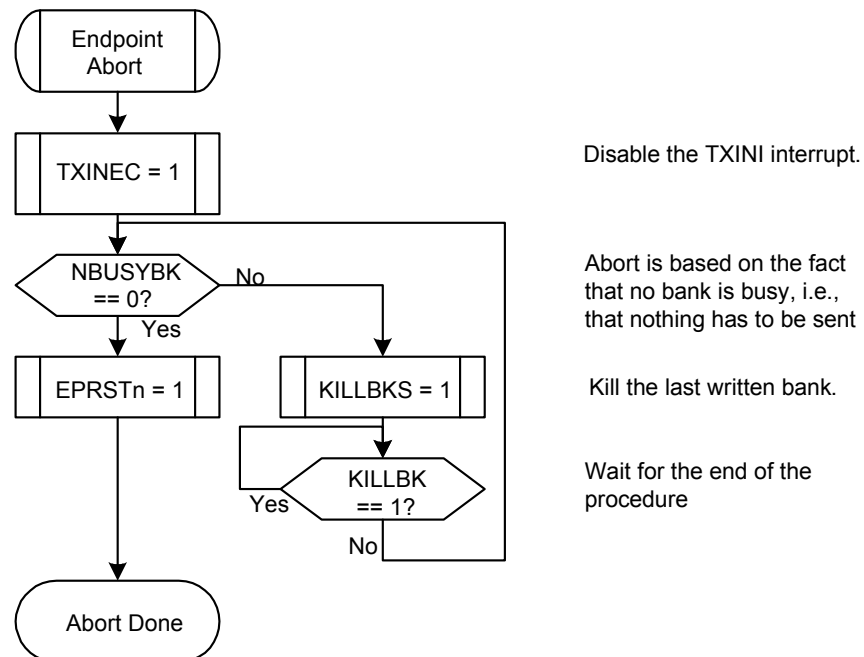 Endpoint
Abort
TXINEC = 1
Disable the TXINI interrupt.
NBUSYBK
== 0?
No
Yes
Abort is based on the fact
that no bank is busy, i.e.,
that nothing has to be sent
EPRSTn = 1
KILLBKS = 1
Kill the last written bank.
KILLBK
== 1?
Yes
No
Wait for the end of the
procedure
Abort Done